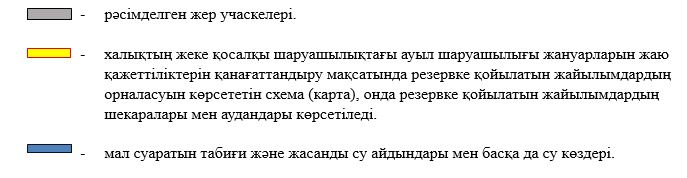 - рәсімделген жер учаскелері.
- халықтың жеке қосалқы шаруашылықтағы ауыл шаруашылығы жануарларын жаю
қажеттіліктерін қанағаттандыру мақсатында резервке қойылатын жайылымдардың
орналасуын көрсететін схема (карта), онда резервке қойылатын жайылымдардың
шекаралары мен аудандары көрсетіледі.
- мал суаратын табиғи және жасанды су айдындары мен басқа да су көздері.